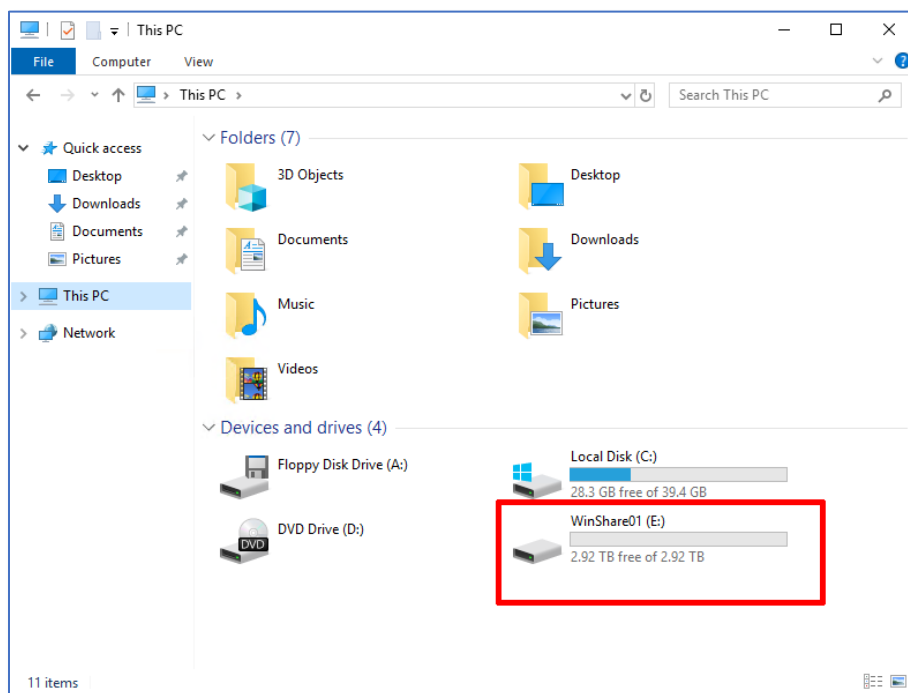 This PC
File Computer View
This PC
Search This PC
Quick access
Desktop
Downloads
Documents
Pictures
This PC
Network
Folders (7)
3D Objects
Desktop
Documents
Downloads
Music
Pictures
Videos
Devices and drives (4)
Floppy Disk Drive (A:)
Local Disk (C:)
28.3 GB free of 39.4 GB
DVD Drive (D:)
DVD
WinShare01 (E:)
2.92 TB free of 2.92 TB
11 items